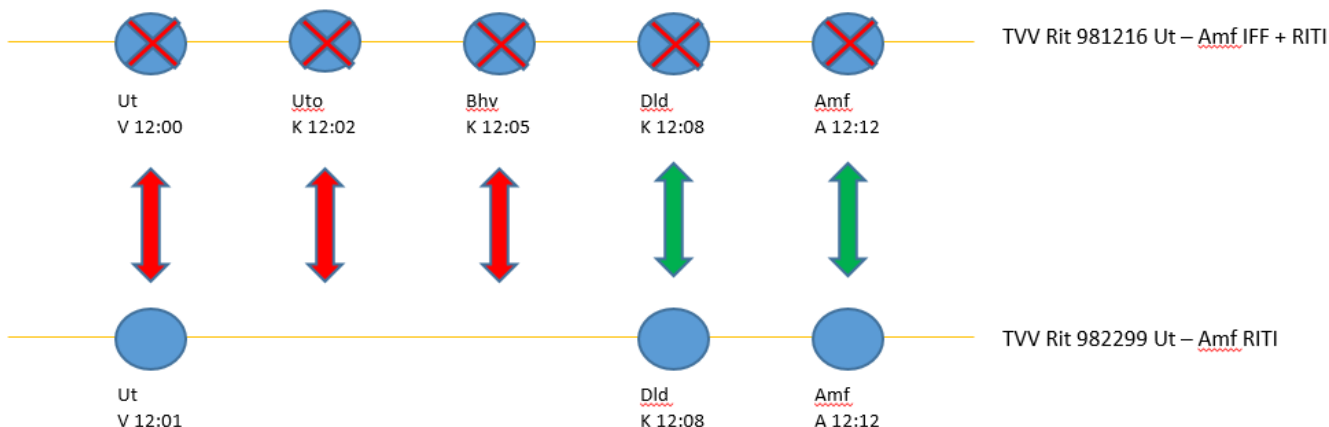 TVV Rit 981216 Ut – Amf IFF + RITI
Ut
V 12:00
Uto
K 12:02
Bhv
K 12:05
Dld
K 12:08
Amf
A 12:12
TVV Rit 982299 Ut – Amf RITI
Ut
V 12:01
Dld
K 12:08
Amf
A 12:12